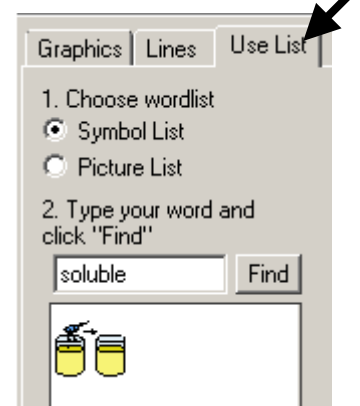 Graphics Lines Use List
1. Choose wordlist
Symbol List
Picture List
2. Type your word and
click "Find"
soluble Find